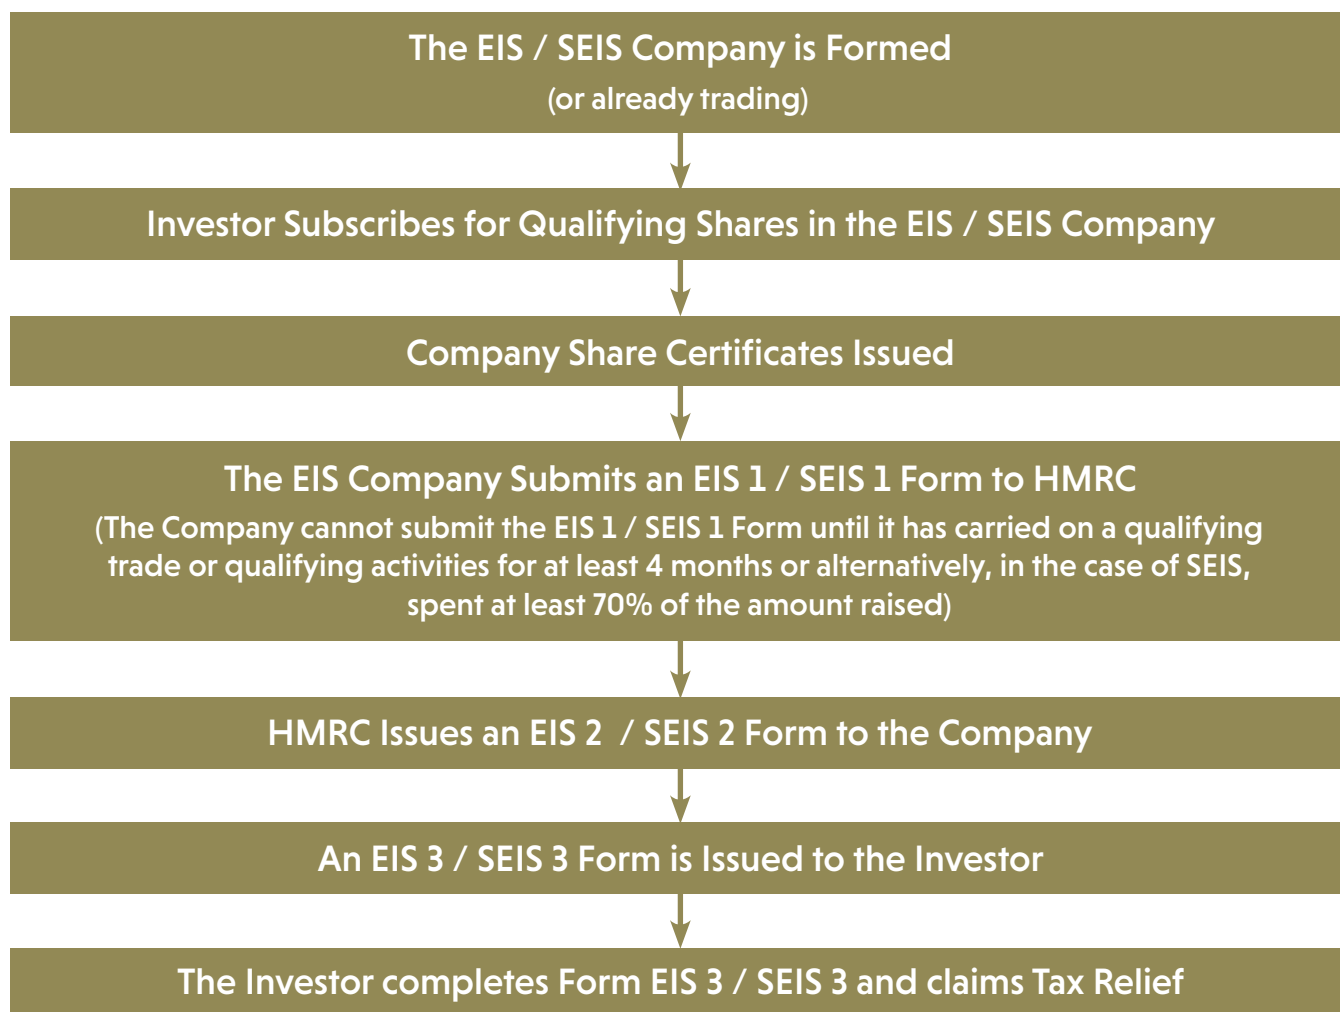 The EIS / SEIS Company is Formed
(or already trading)
Investor Subscribes for Qualifying Shares in the EIS / SEIS Company
Company Share Certificates Issued
The EIS Company Submits an EIS 1 / SEIS 1 Form to HMRC
(The Company cannot submit the EIS 1 / SEIS 1 Form until it has carried on a qualifying
trade or qualifying activities for at least 4 months or alternatively, in the case of SEIS,
spent at least 70% of the amount raised)
HMRC Issues an EIS 2 / SEIS 2 Form to the Company
An EIS 3 / SEIS 3 Form is Issued to the Investor
The Investor completes Form EIS 3 / SEIS 3 and claims Tax Relief